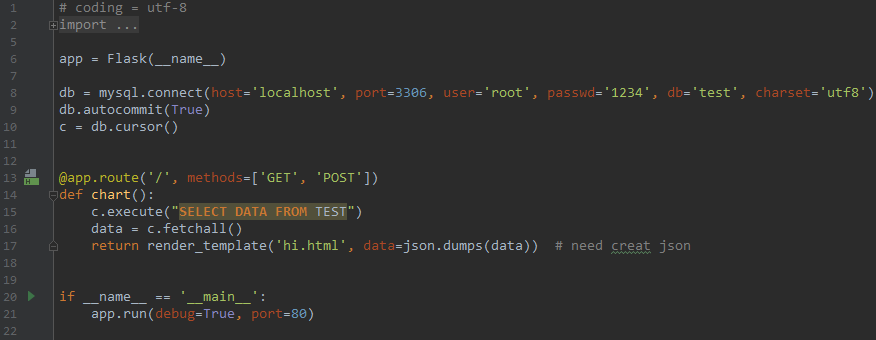 1 # coding = utf-8
2 import ...
5
6 app = Flask(__name__)
7
8 db = mysql.connect(host='localhost', port=3306, user='root', passwd='1234', db='test', charset='utf8')
9 db.autocommit(True)
10 c = db.cursor()
11
12
13 @app.route('/', methods=['GET', 'POST'])
14 def chart():
15 c.execute("SELECT DATA FROM TEST")
16 data = c.fetchall()
17 return render_template('hi.html', data=json.dumps(data))  # need creat json
18
19
20 if __name__ == '__main__':
21 app.run(debug=True, port=80)
22